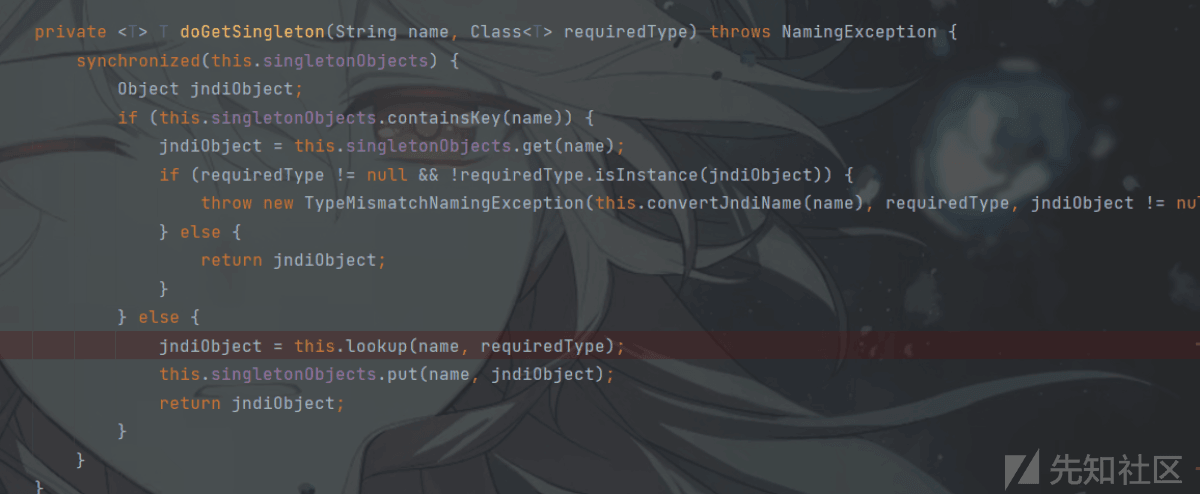 private <T> T doGetSingleton(String name, Class<T> requiredType) throws NamingException {
    synchronized(this.singletonObjects) {
        Object jndiObject;
        if (this.singletonObjects.containsKey(name)) {
            jndiObject = this.singletonObjects.get(name);
            if (requiredType != null && !requiredType.isInstance(jndiObject)) {
                throw new TypeMismatchNamingException(this.convertJndiName(name), requiredType, jndiObject != nul
            } else {
                return jndiObject;
            }
        } else {
            jndiObject = this.lookup(name, requiredType);
            this.singletonObjects.put(name, jndiObject);
            return jndiObject;
        }
    }
}
先知社区